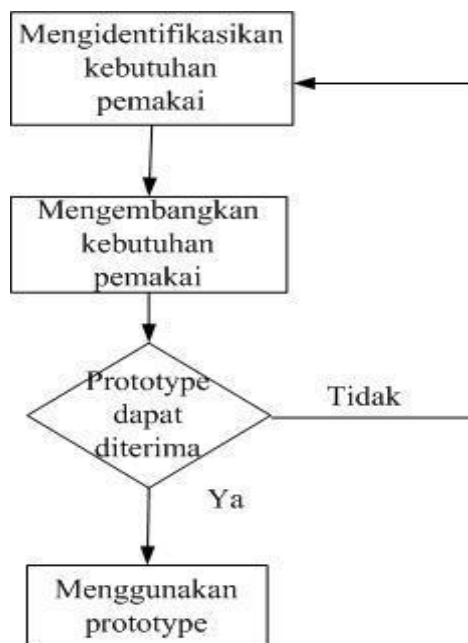 Mengidentifikasikan
kebutuhan
pemakai
Mengembangkan
kebutuhan
pemakai
Prototype
dapat
diterima
Tidak
Ya
Menggunakan
prototype